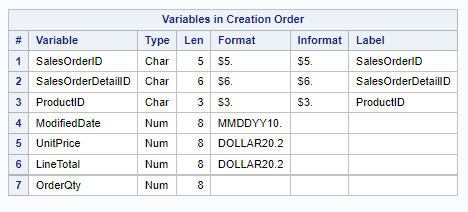 Variables in Creation Order
# Variable Type Len Format Informat Label
1 SalesOrderID Char 5 $5. $5. SalesOrderID
2 SalesOrderDetailID Char 6 $6. $6. SalesOrderDetailID
3 ProductID Char 3 $3. $3. ProductID
4 ModifiedDate Num 8 MMDDYY10.
5 UnitPrice Num 8 DOLLAR20.2
6 LineTotal Num 8 DOLLAR20.2
7 OrderQty Num 8